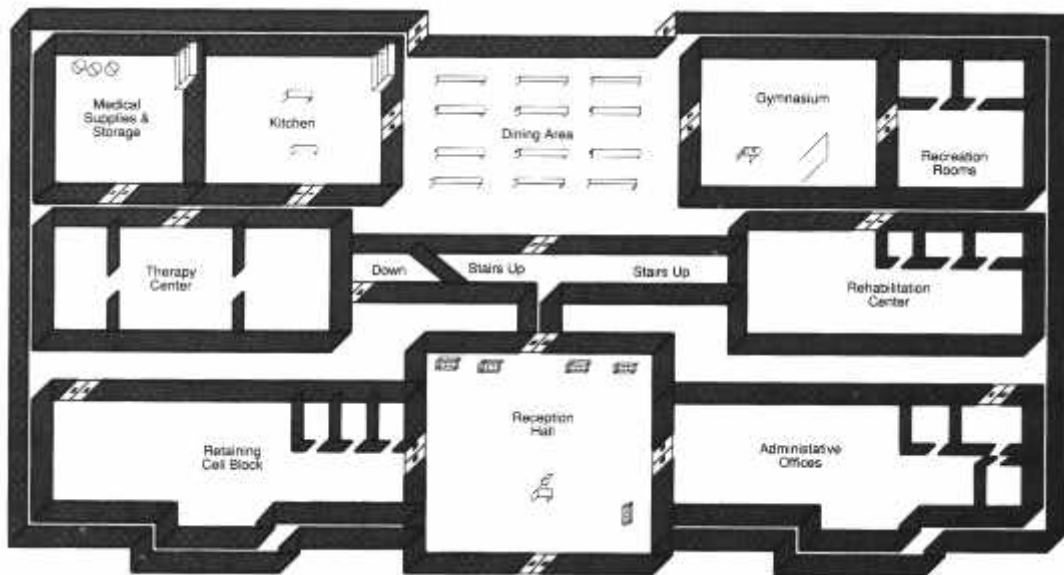 Medical
Supplies &
Storage
Kitchen
Dining Area
Gymnasium
Recreation
Rooms
Therapy
Center
Down
Stairs Up
Stairs Up
Rehabilitation
Center
Retaining
Cell Block
Reception
Hall
Administative
Offices